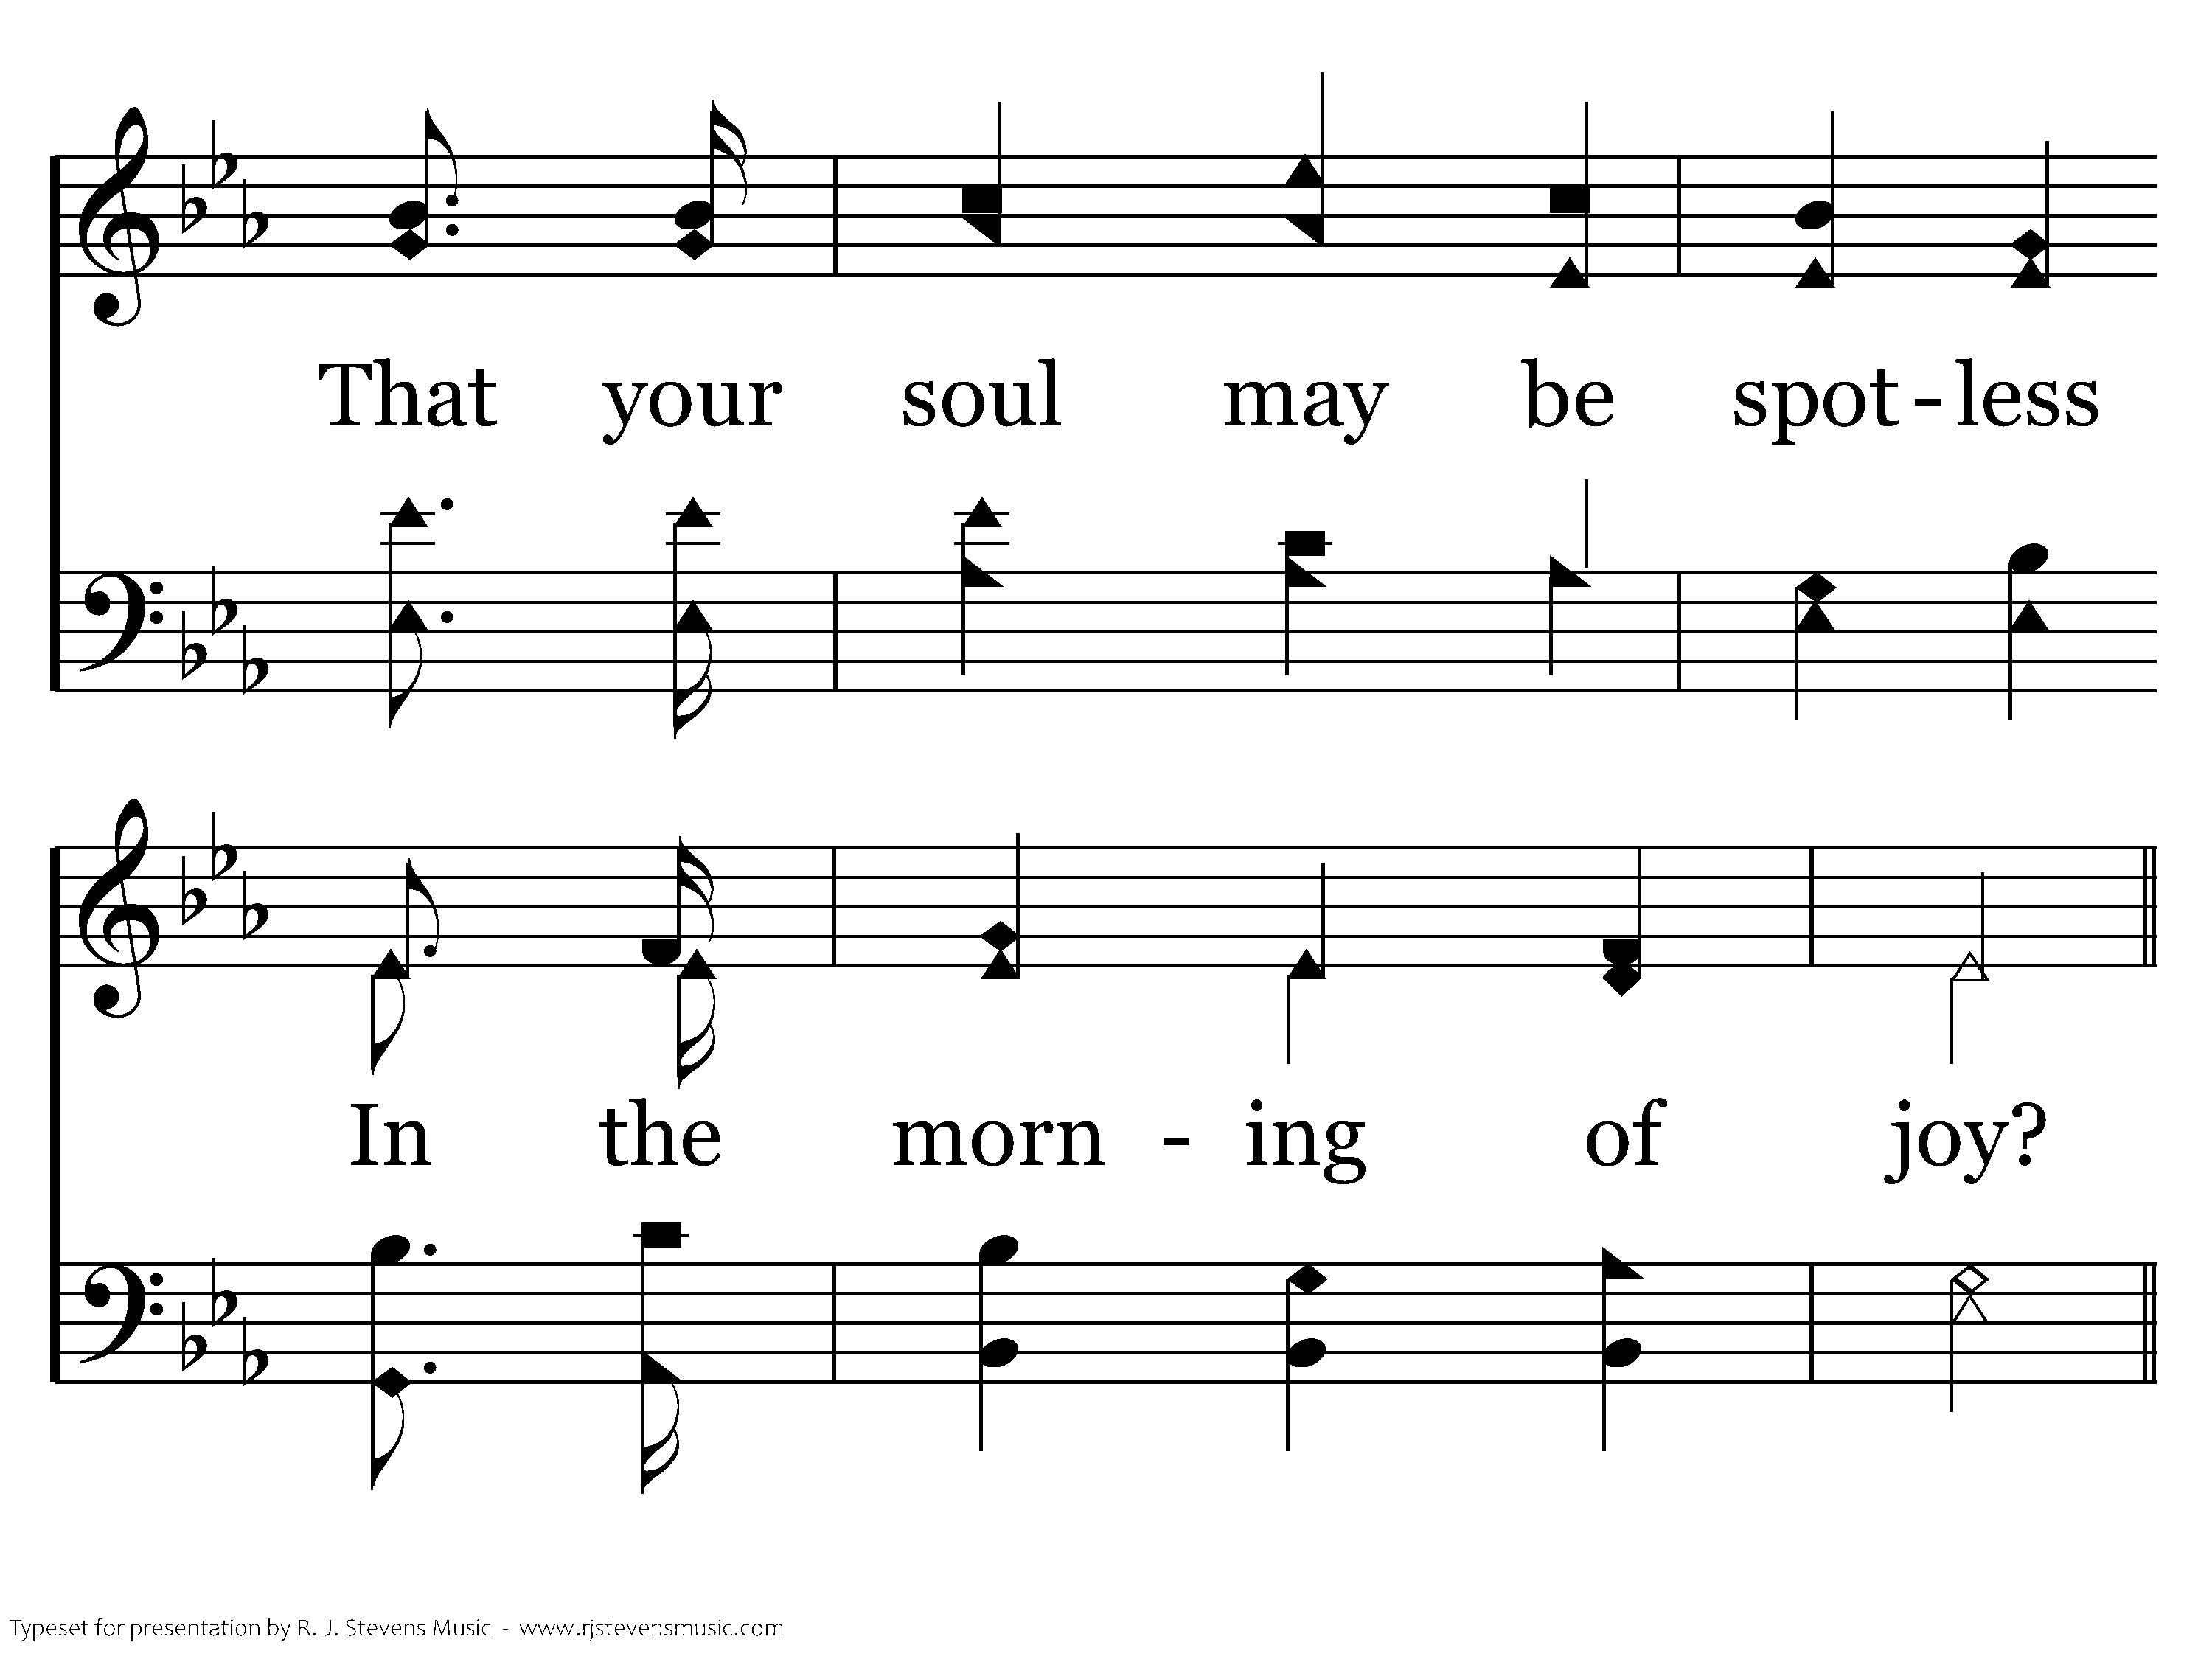 That your soul may be spot - less
In the morn - ing of joy?
Typeset for presentation by R. J. Stevens Music - www.rjstevensmusic.com